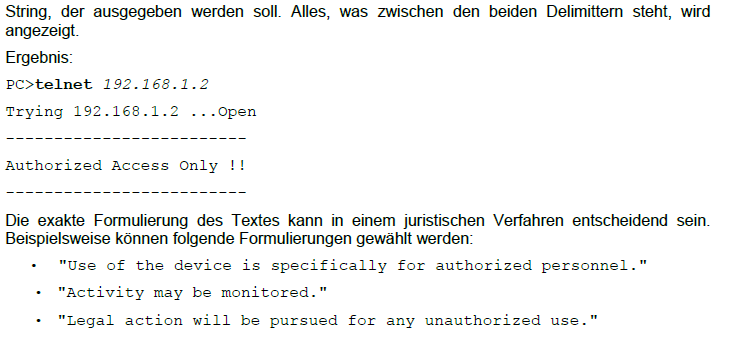 String, der ausgegeben werden soll. Alles, was zwischen den beiden Delimittern steht, wird
angezeigt.
Ergebnis:
PC>telnet 192.168.1.2
Trying 192.168.1.2 ...Open
-------------------------
Authorized Access Only !!
-------------------------
Die exakte Formulierung des Textes kann in einem juristischen Verfahren entscheidend sein.
Beispielsweise können folgende Formulierungen gewählt werden:
• "Use of the device is specifically for authorized personnel."
• "Activity may be monitored."
• "Legal action will be pursued for any unauthorized use."